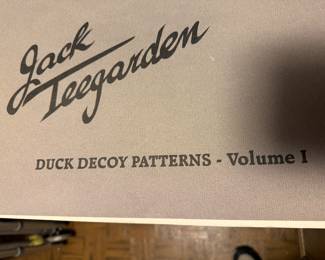 Jack
Teegarden
DUCK DECOY PATTERNS - Volume I